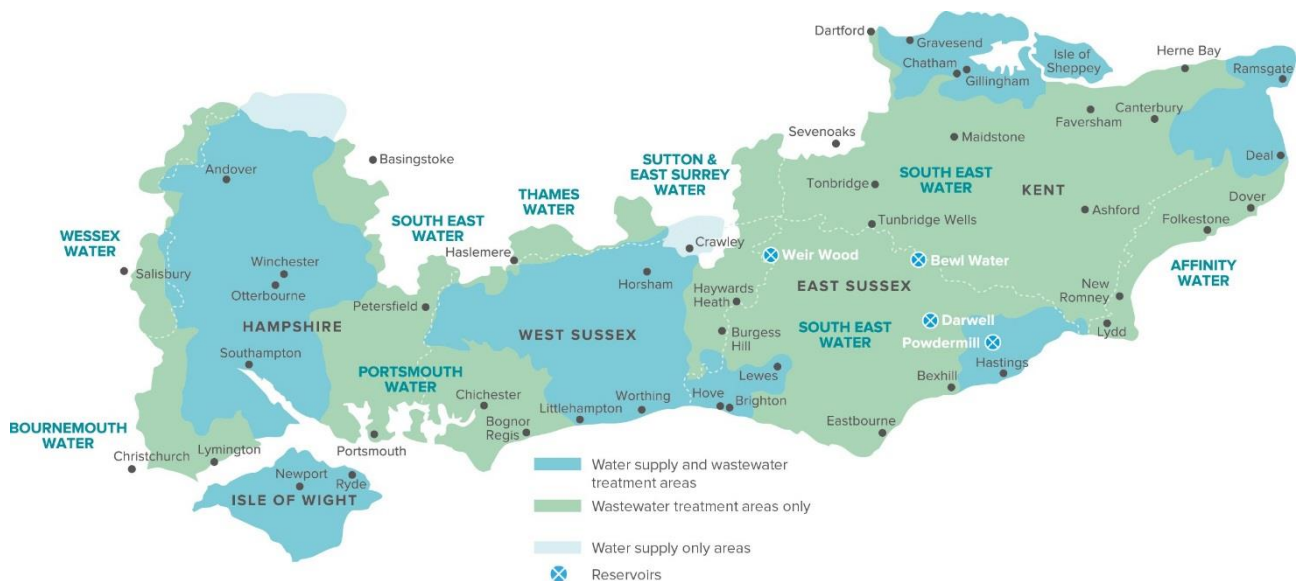 Dartford
Gravesend
Chatham
Gillingham
Isle of
Sheppey
Herne Bay
Ramsgate
Canterbury
Faversham
Sevenoaks
Maidstone
Deal
Basingstoke
Andover
SUTTON &
EAST SURREY
WATER
Tonbridge
SOUTH EAST
WATER
KENT
THAMES
WATER
Dover
Ashford
Folkestone
Tunbridge Wells
WESSEX
WATER
SOUTH EAST
WATER
Haslemere
Crawley
Weir Wood
Bewl Water
Salisbury
Winchester
Otterbourne
Horsham
EAST SUSSEX
AFFINITY
WATER
Petersfield
Haywards
Heath
New
Romney
HAMPSHIRE
WEST SUSSEX
Darwell
Lydd
Burgess
Hill
SOUTH EAST
WATER
Powdermill
Southampton
Hastings
PORTSMOUTH
WATER
Lewes
Bexhill
Chichester
Worthing
Hove
Brighton
Littlehampton
BOURNEMOUTH
WATER
Bognor
Regis
Eastbourne
Christchurch
Lymington
Portsmouth
Newport
Ryde
ISLE OF WIGHT
Water supply and wastewater
treatment areas
Wastewater treatment areas only
Water supply only areas
Reservoirs